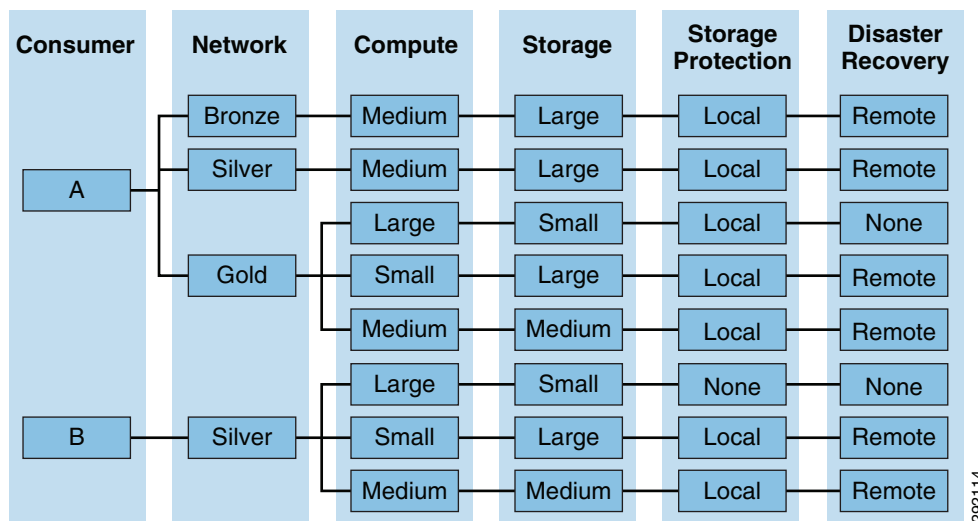 Consumer Network Compute Storage Storage Protection Disaster Recovery
Bronze Medium Large Local Remote
Silver Medium Large Local Remote
A
Large Small Local None
Gold Small Large Local Remote
Medium Medium Local Remote
Large Small None None
B Silver Small Large Local Remote
Medium Medium Local Remote